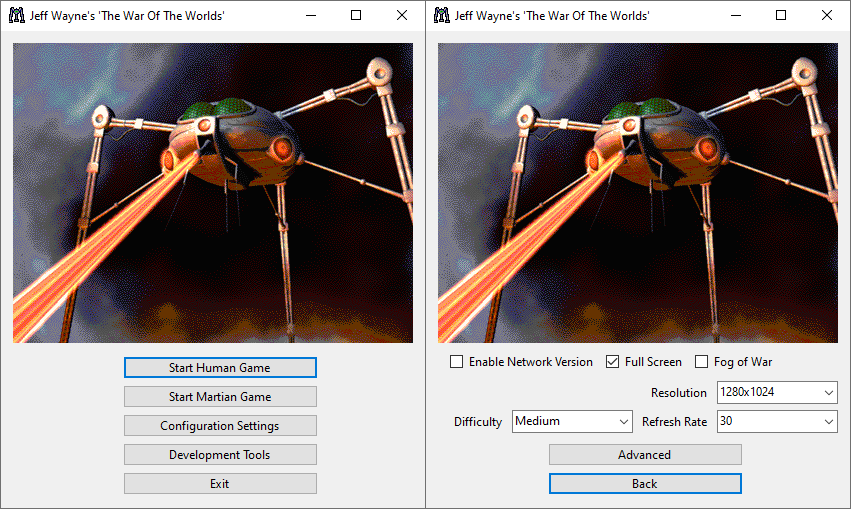 Jeff Wayne's 'The War Of The Worlds'
Start Human Game
Start Martian Game
Configuration Settings
Development Tools
Exit
Jeff Wayne's 'The War Of The Worlds'
Enable Network Version Full Screen Fog of War
Resolution 1280x1024
Difficulty Medium Refresh Rate 30
Advanced
Back